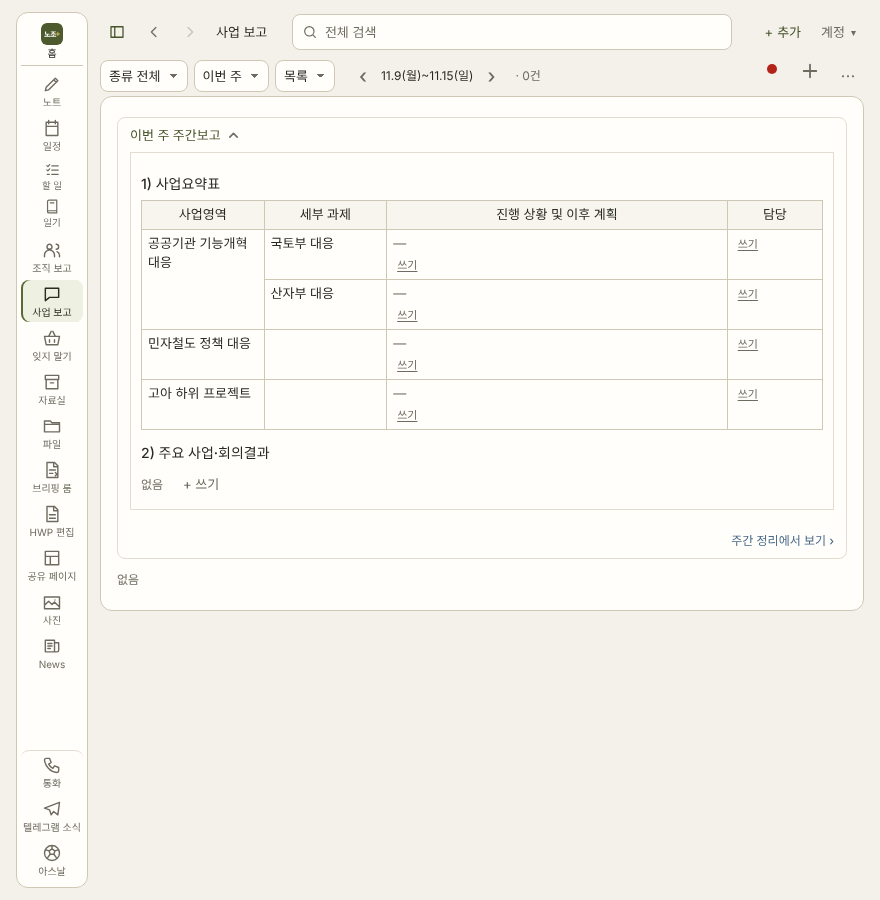 노조+
홈
노트
일정
할 일
일기
조직 보고
사업 보고
잊지 말기
자료실
파일
브리핑 룸
HWP 편집
공유 페이지
사진
News
통화
텔레그램 소식
아스날
사업 보고
전체 검색
+ 추가
계정 ▾
종류 전체
이번 주
목록
‹ 11.9(월)~11.15(일) ›
· 0건
이번 주 주간보고
1) 사업요약표
사업영역 세부 과제 진행 상황 및 이후 계획 담당
공공기관 기능개혁 대응 국토부 대응 — 쓰기 쓰기
산자부 대응 — 쓰기 쓰기
민자철도 정책 대응 — 쓰기 쓰기
고아 하위 프로젝트 — 쓰기 쓰기
2) 주요 사업·회의결과
없음 + 쓰기
주간 정리에서 보기 ›
없음